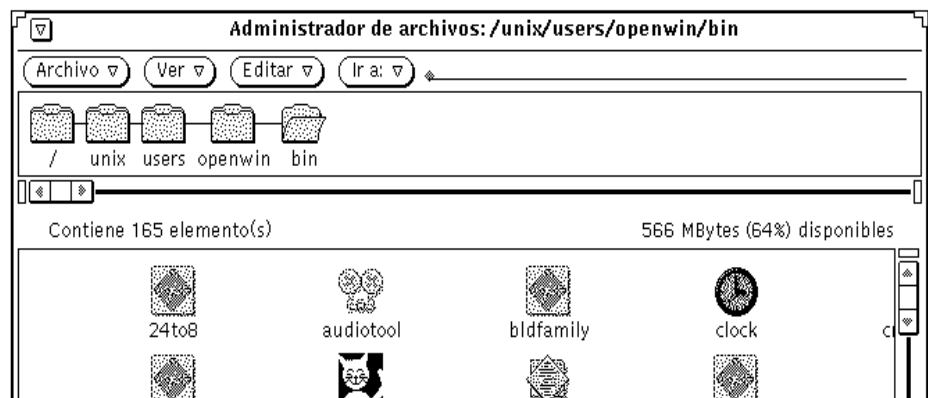 Administrador de archivos: /unix/users/openwin/bin
Archivo Ver Editar Ir a:
/ unix users openwin bin
Contiene 165 elemento(s) 566 MBytes (64%) disponibles
24to8 audiotool bldfamily clock